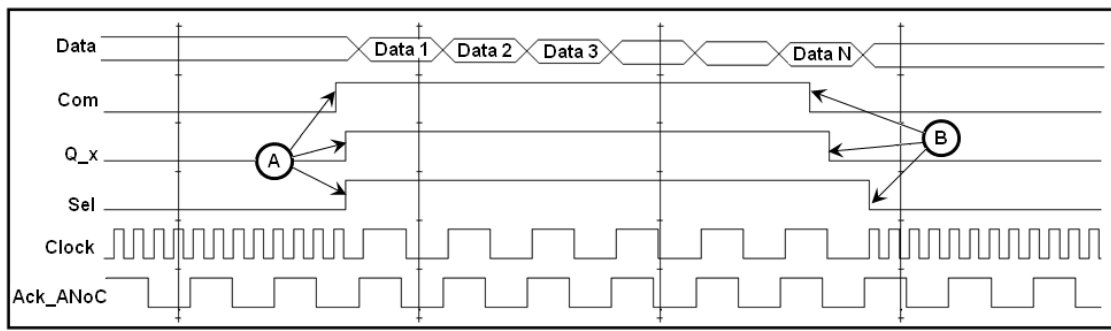 Data
Data 1 Data 2 Data 3 Data N
Com
A
B
Q_x
Sel
Clock
Ack_ANoC